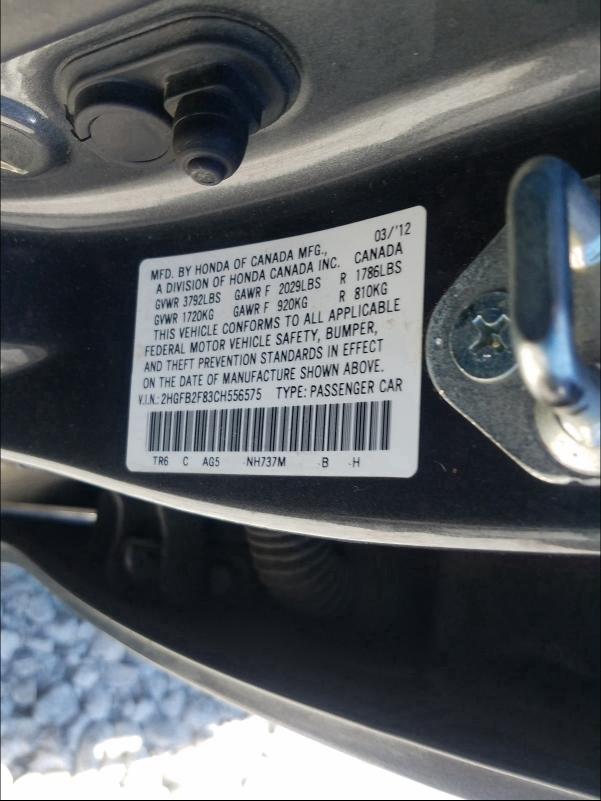 03/'12
MFD. BY HONDA OF CANADA MFG.,
A DIVISION OF HONDA CANADA INC. CANADA
GVWR 3792LBS GAWR F 2029LBS R 1786LBS
GVWR 1720KG GAWR F 920KG R 810KG
THIS VEHICLE CONFORMS TO ALL APPLICABLE
FEDERAL MOTOR VEHICLE SAFETY, BUMPER,
AND THEFT PREVENTION STANDARDS IN EFFECT
ON THE DATE OF MANUFACTURE SHOWN ABOVE.
V.I.N.: 2HGFB2F83CH556575 TYPE: PASSENGER CAR
TR6 C AG5 -NH737M -B -H